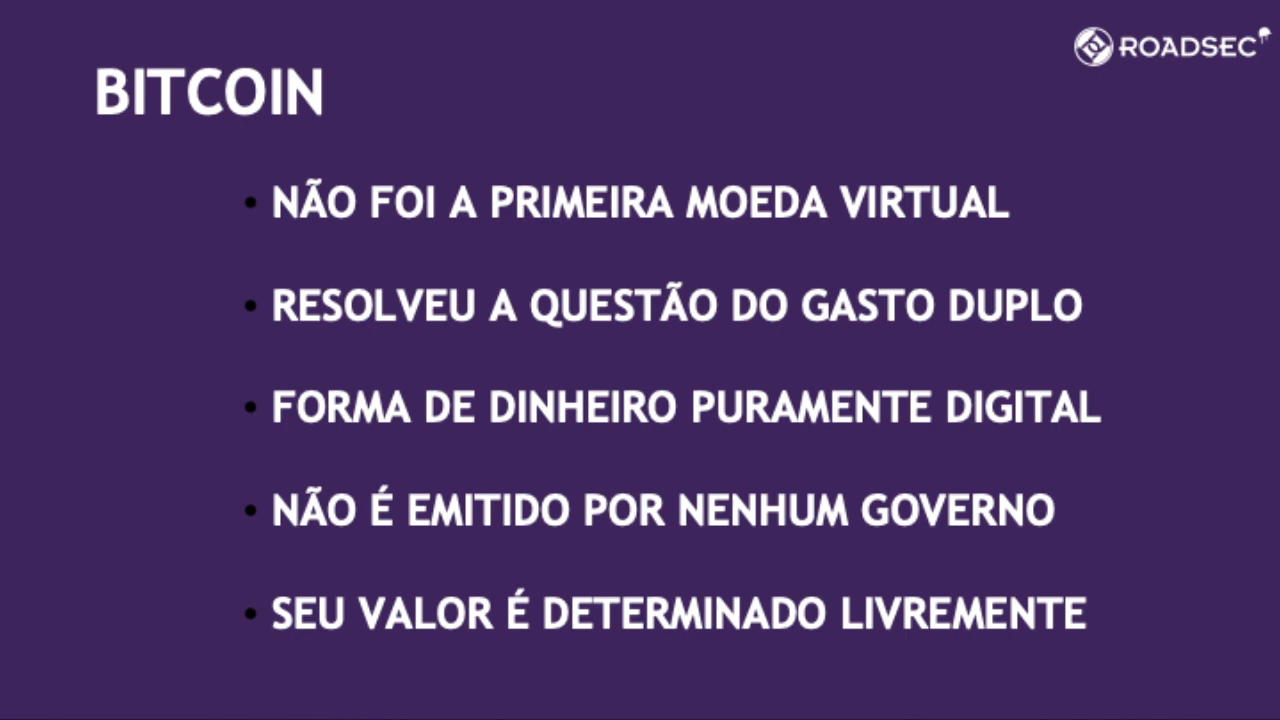 ROADSEC
BITCOIN
• NÃO FOI A PRIMEIRA MOEDA VIRTUAL
• RESOLVEU A QUESTÃO DO GASTO DUPLO
• FORMA DE DINHEIRO PURAMENTE DIGITAL
• NÃO É EMITIDO POR NENHUM GOVERNO
• SEU VALOR É DETERMINADO LIVREMENTE